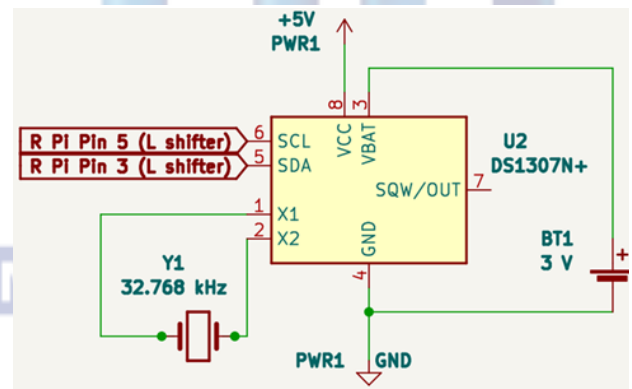 +5V
PWR1
8
3
R Pi Pin 5 (L shifter)
6
SCL
VCC
VBAT
U2
R Pi Pin 3 (L shifter)
5
SDA
DS1307N+
SQW/OUT
7
1
X1
2
X2
GND
4
Y1
32.768 kHz
BT1
3 V
+
PWR1
GND